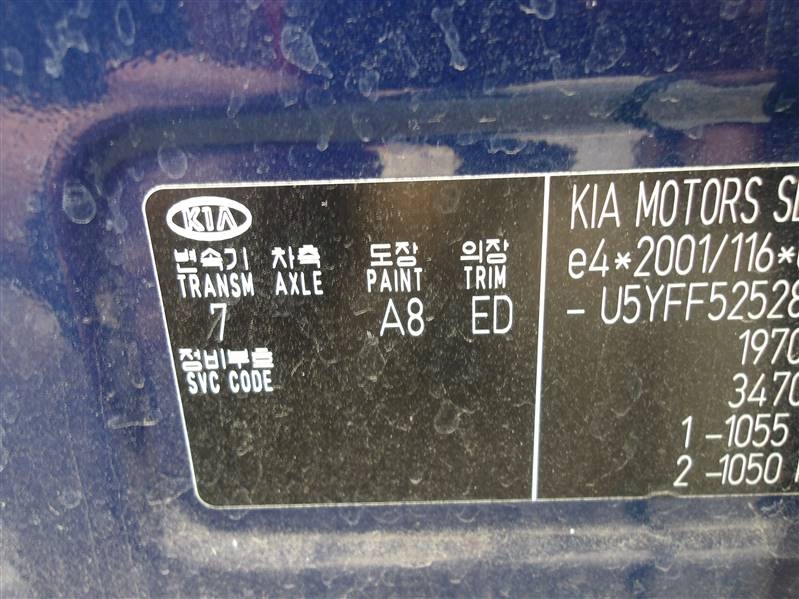 KIA
변속기 차축 도장 의장
TRANSM AXLE PAINT TRIM
7 A8 ED
정비부호
SVC CODE
KIA MOTORS
e4*2001/116*
- U5YFF52528
1970
3470
1 -1055
2 -1050